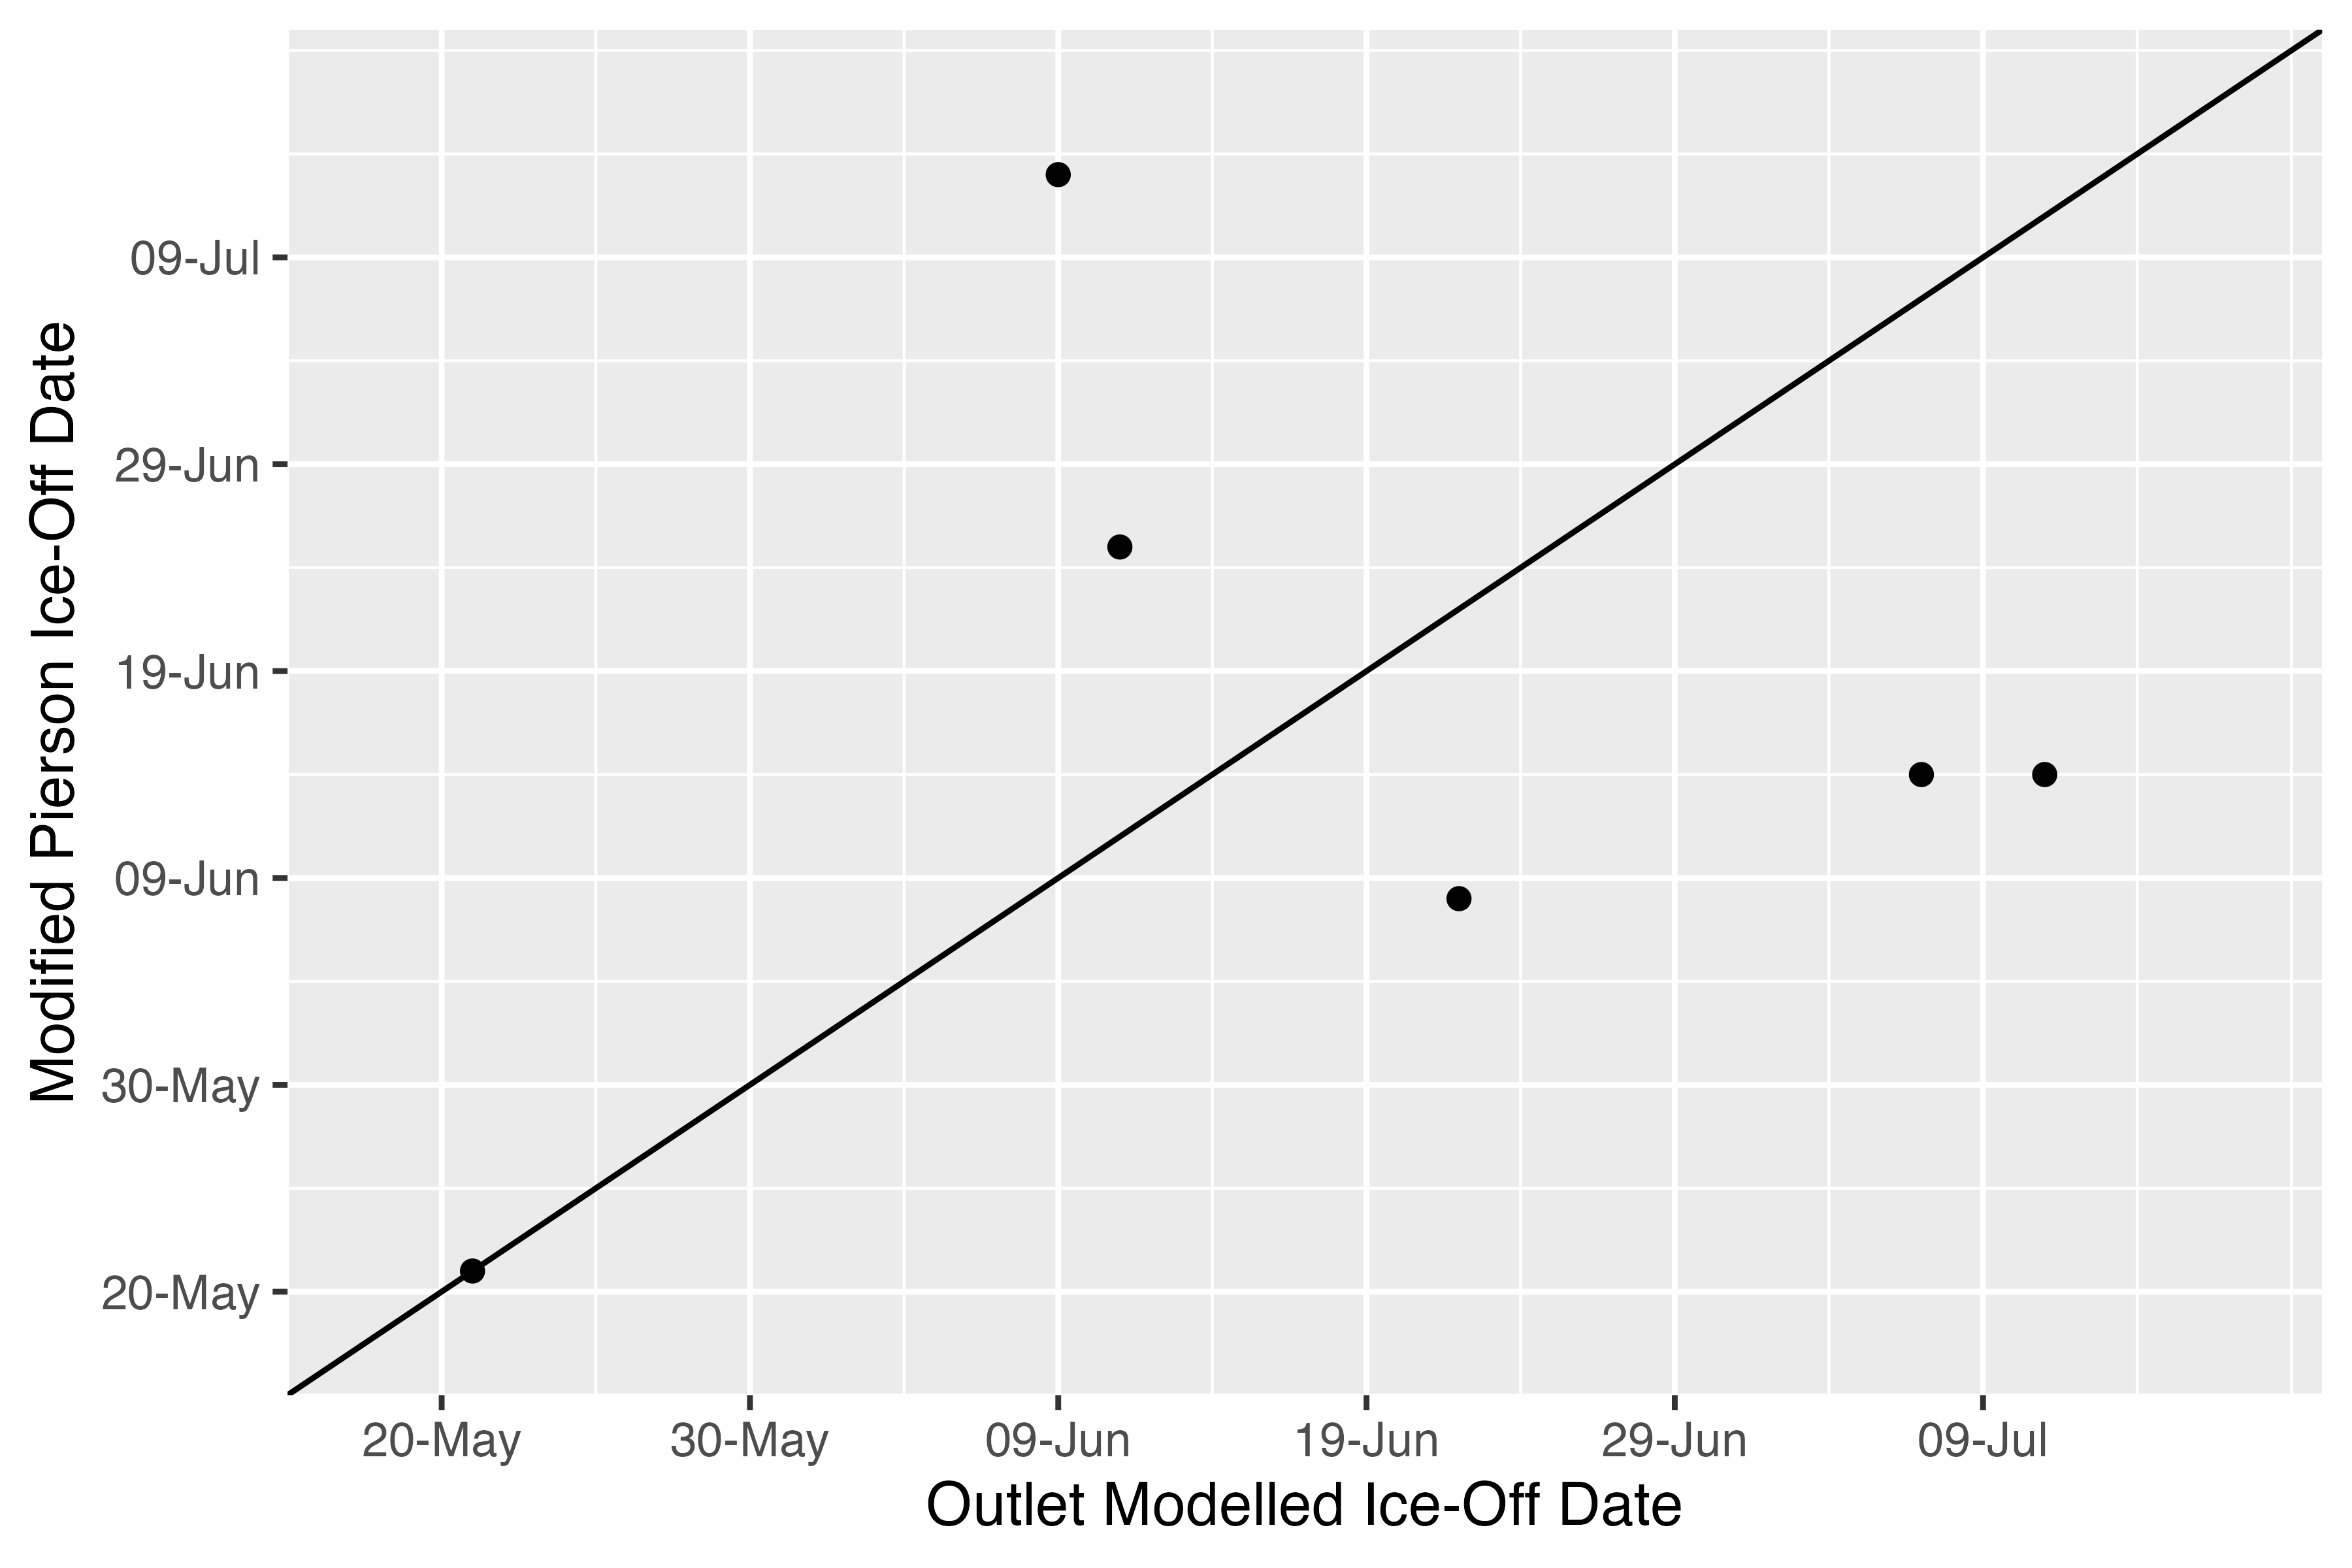 Modified Piersson Ice-Off Date
09-Jul
29-Jun
19-Jun
09-Jun
30-May
20-May
20-May 30-May 09-Jun 19-Jun 29-Jun 09-Jul
Outlet Modelled Ice-Off Date